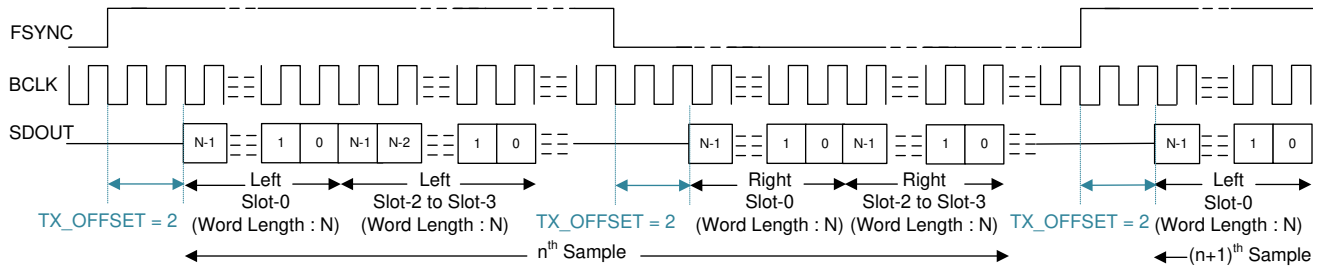 FSYNC
BCLK
SDOUT
N-1 1 0 N-1 N-2 1 0 N-1 1 0 N-1 1 0 N-1 1 0
TX_OFFSET = 2
Left
Slot-0
(Word Length : N)
Left
Slot-2 to Slot-3
(Word Length : N)
TX_OFFSET = 2
Right
Slot-0
(Word Length : N)
Right
Slot-2 to Slot-3
(Word Length : N)
TX_OFFSET = 2
Left
Slot-0
(Word Length : N)
nth Sample
(n+1)th Sample